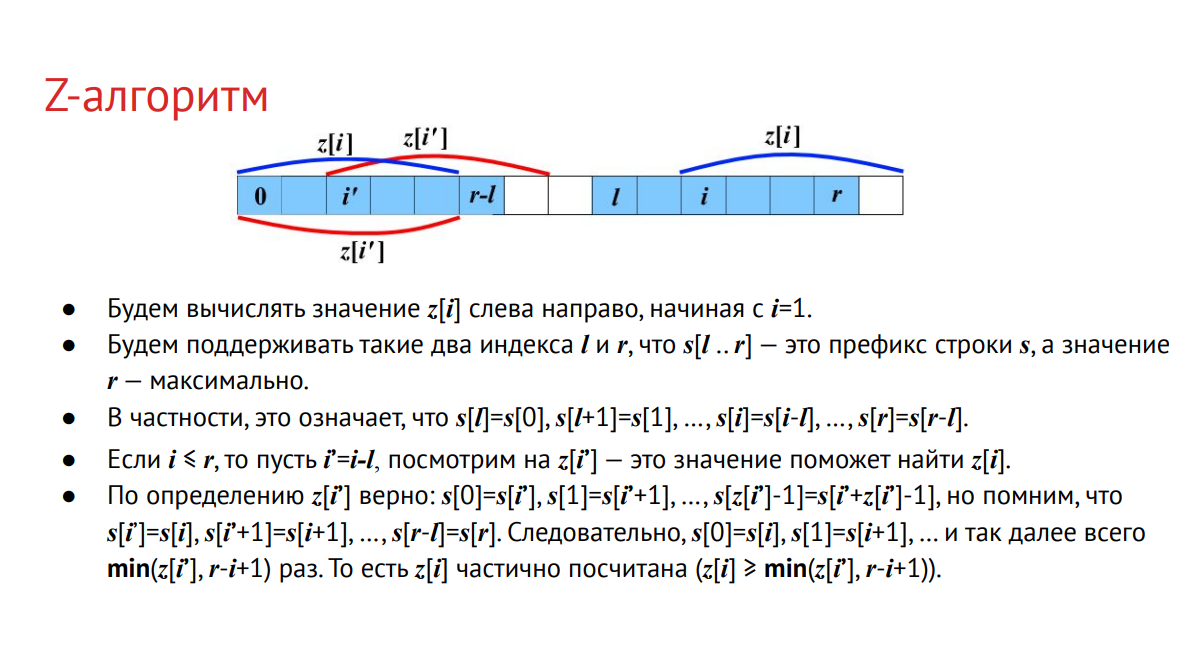 Z-алгоритм
z[i] z[i'] z[i]
0 i' r-l l i r
z[i']
● Будем вычислять значение z[i] слева направо, начиная с i=1.
● Будем поддерживать такие два индекса l и r, что s[l .. r] — это префикс строки s, а значение
r — максимально.
● В частности, это означает, что s[l]=s[0], s[l+1]=s[1], ..., s[i]=s[i-l], ..., s[r]=s[r-l].
● Если i ⩽ r, то пусть i'=i-l, посмотрим на z[i'] — это значение поможет найти z[i].
● По определению z[i'] верно: s[0]=s[i'], s[1]=s[i'+1], ..., s[z[i']-1]=s[i'+z[i']-1], но помним, что
s[i']=s[i], s[i'+1]=s[i+1], ..., s[r-l]=s[r]. Следовательно, s[0]=s[i], s[1]=s[i+1], ... и так далее всего
min(z[i'], r-i+1) раз. То есть z[i] частично посчитана (z[i] ⩾ min(z[i'], r-i+1)).